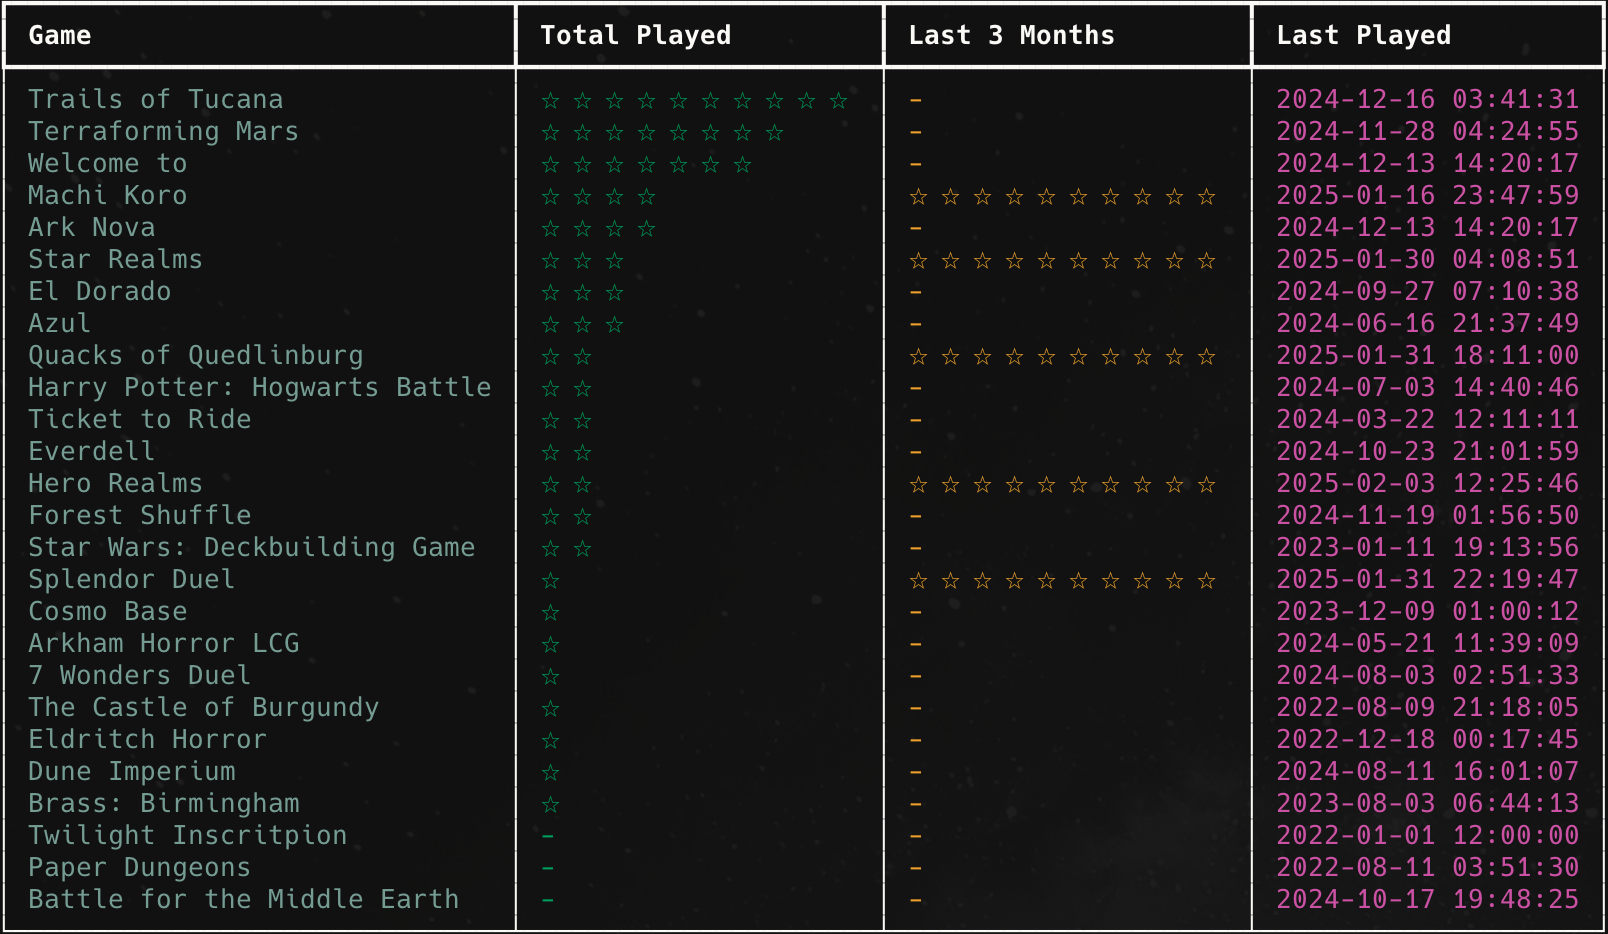 Game Total Played Last 3 Months Last Played
Trails of Tucana ☆ ☆ ☆ ☆ ☆ ☆ ☆ ☆ ☆ ☆ – 2024-12-16 03:41:31
Terraforming Mars ☆ ☆ ☆ ☆ ☆ ☆ ☆ ☆ – 2024-11-28 04:24:55
Welcome to ☆ ☆ ☆ ☆ ☆ ☆ ☆ – 2024-12-13 14:20:17
Machi Koro ☆ ☆ ☆ ☆ ☆ ☆ ☆ ☆ ☆ ☆ ☆ ☆ ☆ ☆ 2025-01-16 23:47:59
Ark Nova ☆ ☆ ☆ ☆ – 2024-12-13 14:20:17
Star Realms ☆ ☆ ☆ ☆ ☆ ☆ ☆ ☆ ☆ ☆ ☆ ☆ ☆ 2025-01-30 04:08:51
El Dorado ☆ ☆ ☆ – 2024-09-27 07:10:38
Azul ☆ ☆ ☆ – 2024-06-16 21:37:49
Quacks of Quedlinburg ☆ ☆ ☆ ☆ ☆ ☆ ☆ ☆ ☆ ☆ ☆ ☆ 2025-01-31 18:11:00
Harry Potter: Hogwarts Battle ☆ ☆ – 2024-07-03 14:40:46
Ticket to Ride ☆ ☆ – 2024-03-22 12:11:11
Everdell ☆ ☆ – 2024-10-23 21:01:59
Hero Realms ☆ ☆ ☆ ☆ ☆ ☆ ☆ ☆ ☆ ☆ ☆ ☆ 2025-02-03 12:25:46
Forest Shuffle ☆ ☆ – 2024-11-19 01:56:50
Star Wars: Deckbuilding Game ☆ ☆ – 2023-01-11 19:13:56
Splendor Duel ☆ ☆ ☆ ☆ ☆ ☆ ☆ ☆ ☆ ☆ ☆ 2025-01-31 22:19:47
Cosmo Base ☆ – 2023-12-09 01:00:12
Arkham Horror LCG ☆ – 2024-05-21 11:39:09
7 Wonders Duel ☆ – 2024-08-03 02:51:33
The Castle of Burgundy ☆ – 2022-08-09 21:18:05
Eldritch Horror ☆ – 2022-12-18 00:17:45
Dune Imperium ☆ – 2024-08-11 16:01:07
Brass: Birmingham ☆ – 2023-08-03 06:44:13
Twilight Inscritpion – – 2022-01-01 12:00:00
Paper Dungeons – – 2022-08-11 03:51:30
Battle for the Middle Earth – – 2024-10-17 19:48:25